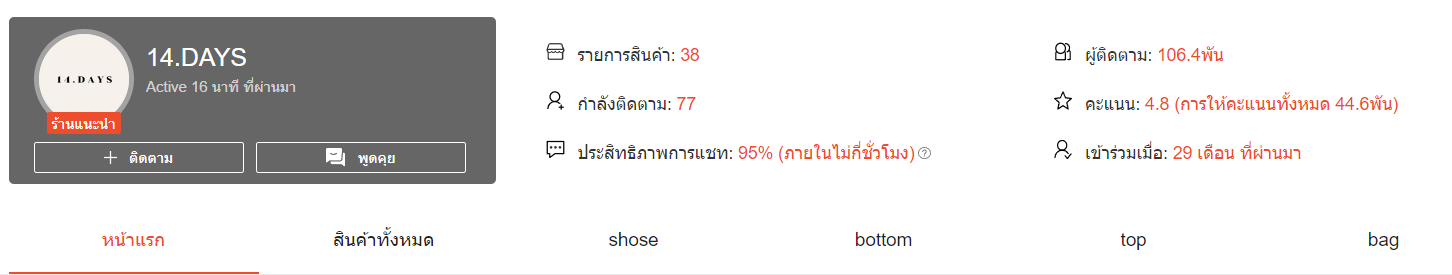 14.DAYS
14.DAYS
Active 16 นาที ที่ผ่านมา
ร้านแนะนำ
ติดตาม
พูดคุย
รายการสินค้า: 38
ผู้ติดตาม: 106.4พัน
กำลังติดตาม: 77
คะแนน: 4.8 (การให้คะแนนทั้งหมด 44.6พัน)
ประสิทธิภาพการแชท: 95% (ภายในไม่กี่ชั่วโมง)
เข้าร่วมเมื่อ: 29 เดือน ที่ผ่านมา
หน้าแรก
สินค้าทั้งหมด
shose
bottom
top
bag